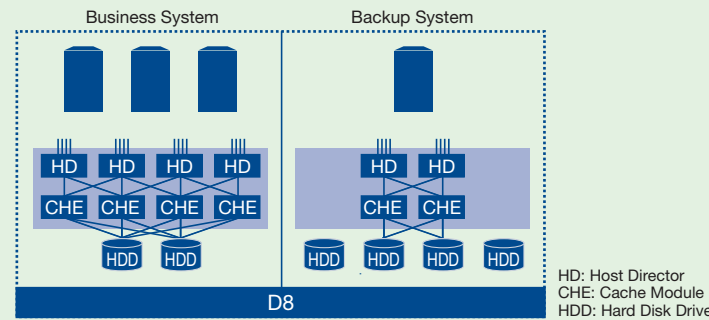 Business System Backup System
HD HD HD HD HD HD
CHE CHE CHE CHE CHE CHE
HDD HDD HDD HDD HDD HDD
D8
HD: Host Director
CHE: Cache Module
HDD: Hard Disk Drive